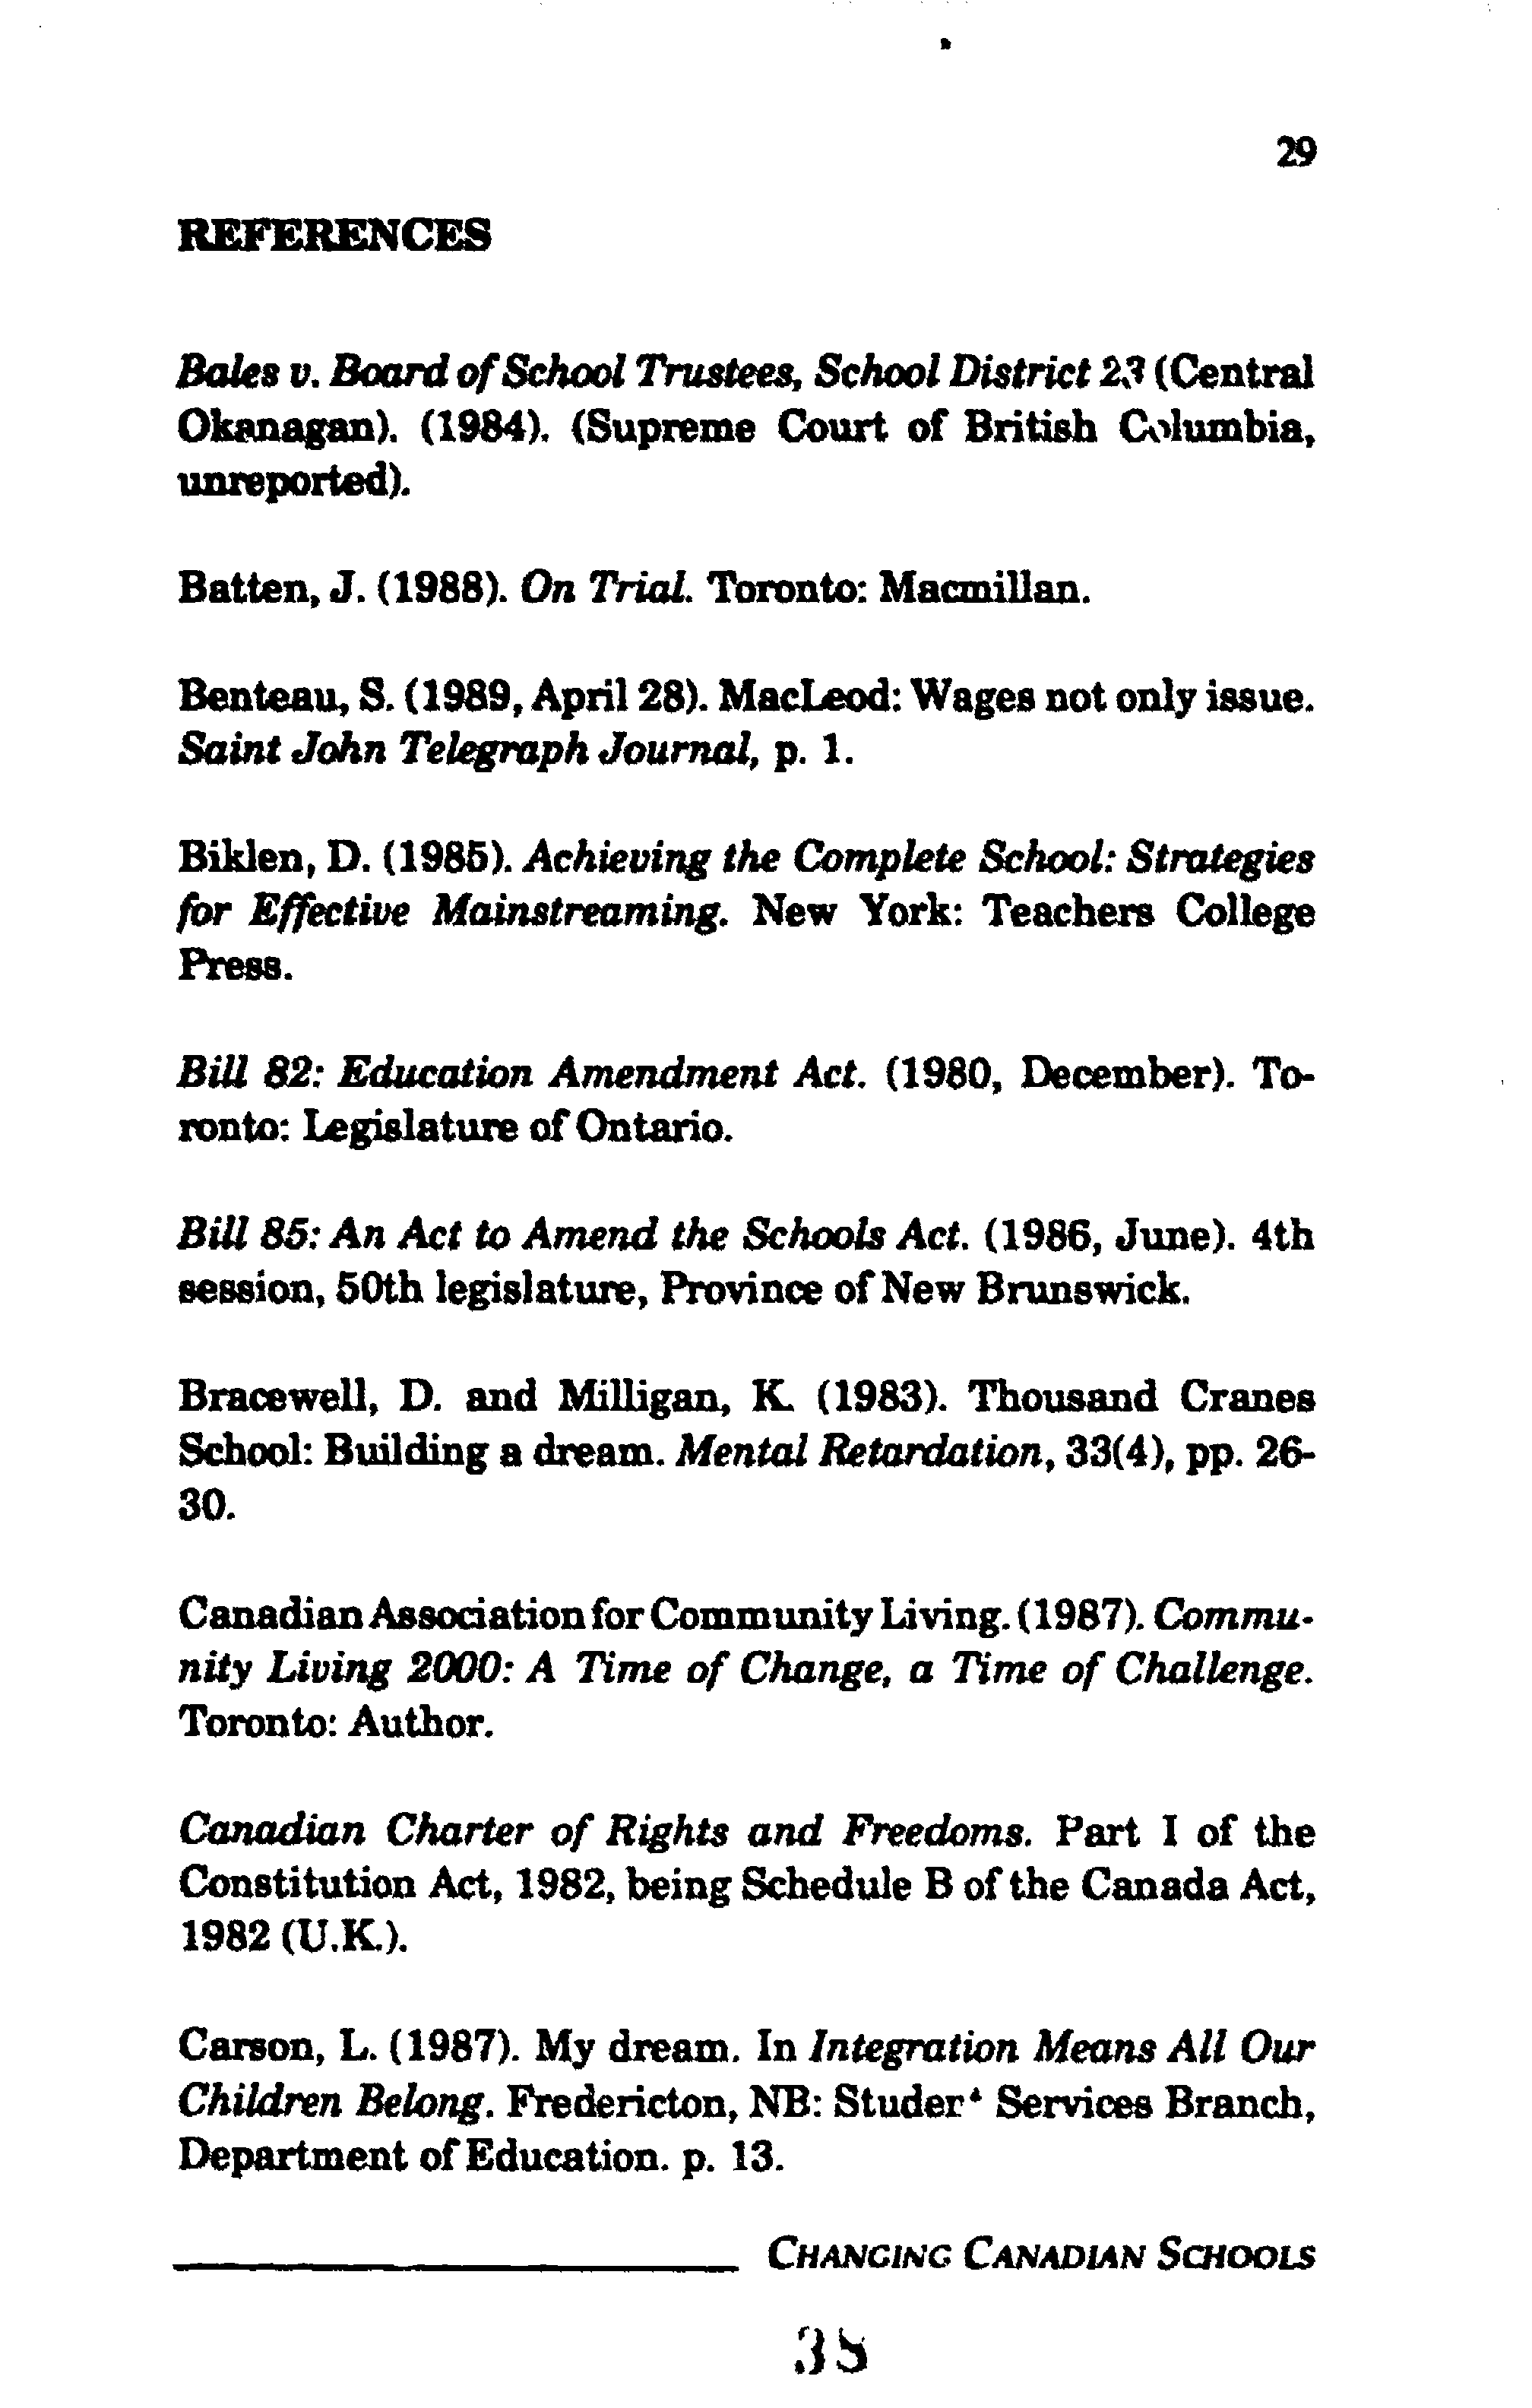 29
REFERENCES
Bales v. Board of School Trustees, School District 23 (Central
Okanagan). (1984). (Supreme Court of British Columbia,
unreported).
Batten, J. (1988). On Trial. Toronto: Macmillan.
Benteau, S. (1989, April 28). MacLeod: Wages not only issue.
Saint John Telegraph Journal, p. 1.
Biklen, D. (1985). Achieving the Complete School: Strategies
for Effective Mainstreaming. New York: Teachers College
Press.
Bill 82: Education Amendment Act. (1980, December). To-
ronto: Legislature of Ontario.
Bill 85: An Act to Amend the Schools Act. (1986, June). 4th
session, 50th legislature, Province of New Brunswick.
Bracewell, D. and Milligan, K. (1983). Thousand Cranes
School: Building a dream. Mental Retardation, 33(4), pp. 26-
30.
Canadian Association for Community Living. (1987). Commu-
nity Living 2000: A Time of Change, a Time of Challenge.
Toronto: Author.
Canadian Charter of Rights and Freedoms. Part I of the
Constitution Act, 1982, being Schedule B of the Canada Act,
1982 (U.K.).
Carson, L. (1987). My dream. In Integration Means All Our
Children Belong. Fredericton, NB: Student Services Branch,
Department of Education. p. 13.
CHANGING CANADIAN SCHOOLS